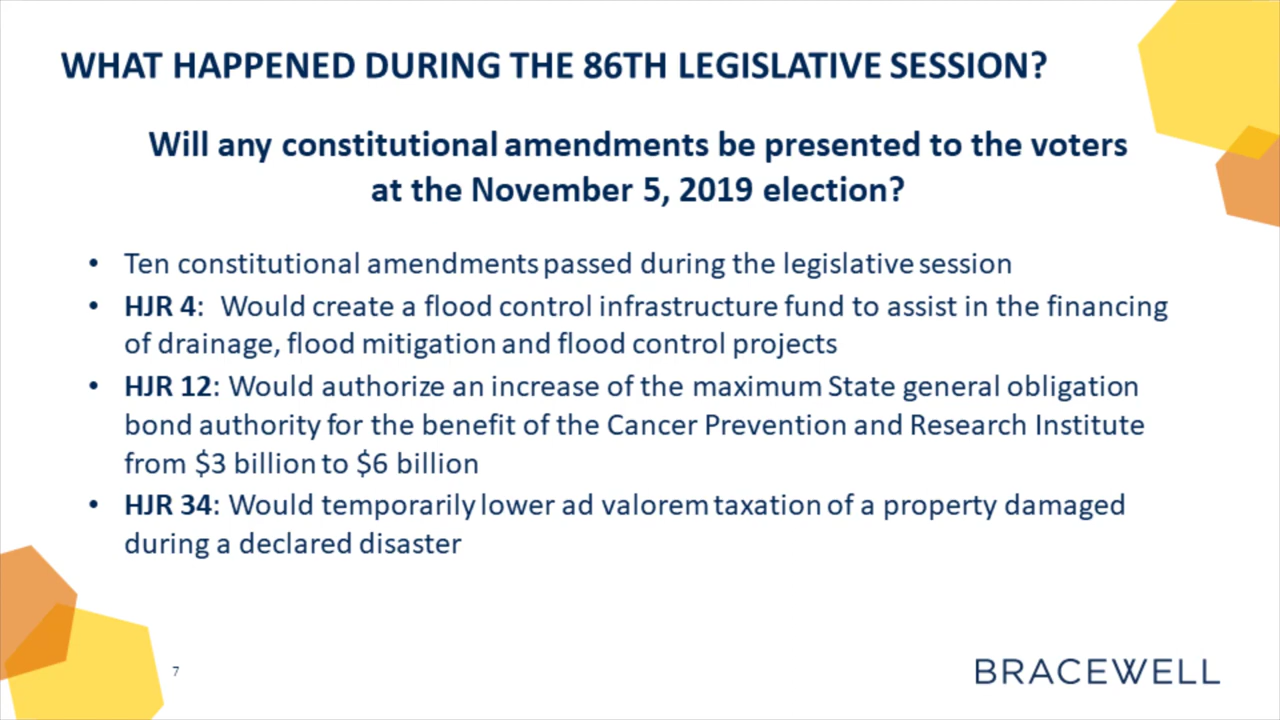 WHAT HAPPENED DURING THE 86TH LEGISLATIVE SESSION?
Will any constitutional amendments be presented to the voters
at the November 5, 2019 election?
• Ten constitutional amendments passed during the legislative session
• HJR 4: Would create a flood control infrastructure fund to assist in the financing
of drainage, flood mitigation and flood control projects
• HJR 12: Would authorize an increase of the maximum State general obligation
bond authority for the benefit of the Cancer Prevention and Research Institute
from $3 billion to $6 billion
• HJR 34: Would temporarily lower ad valorem taxation of a property damaged
during a declared disaster
7
BRACEWELL